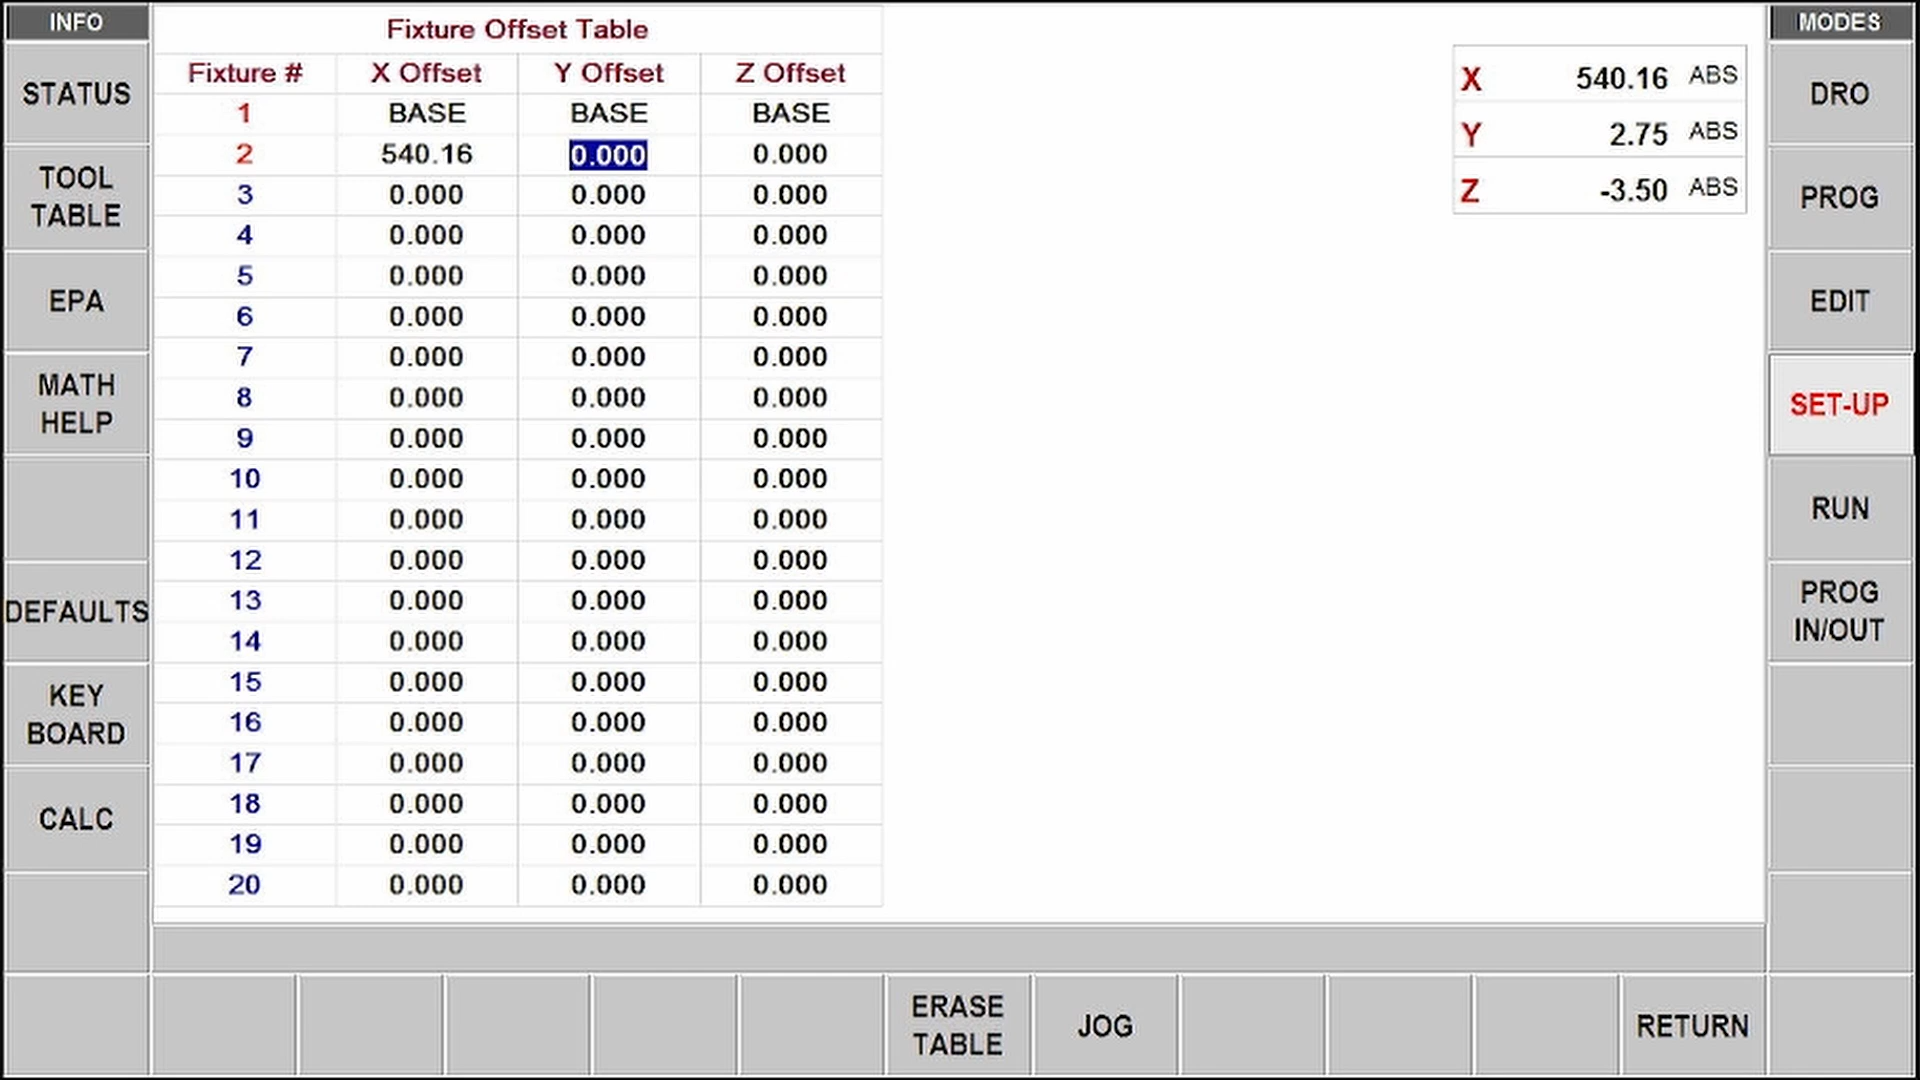 INFO
STATUS
TOOL
TABLE
EPA
MATH
HELP
DEFAULTS
KEY
BOARD
CALC
Fixture Offset Table
Fixture # X Offset Y Offset Z Offset
1 BASE BASE BASE
2 540.16 0.000 0.000
3 0.000 0.000 0.000
4 0.000 0.000 0.000
5 0.000 0.000 0.000
6 0.000 0.000 0.000
7 0.000 0.000 0.000
8 0.000 0.000 0.000
9 0.000 0.000 0.000
10 0.000 0.000 0.000
11 0.000 0.000 0.000
12 0.000 0.000 0.000
13 0.000 0.000 0.000
14 0.000 0.000 0.000
15 0.000 0.000 0.000
16 0.000 0.000 0.000
17 0.000 0.000 0.000
18 0.000 0.000 0.000
19 0.000 0.000 0.000
20 0.000 0.000 0.000
X 540.16 ABS
Y 2.75 ABS
Z -3.50 ABS
MODES
DRO
PROG
EDIT
SET-UP
RUN
PROG
IN/OUT
ERASE
TABLE
JOG
RETURN